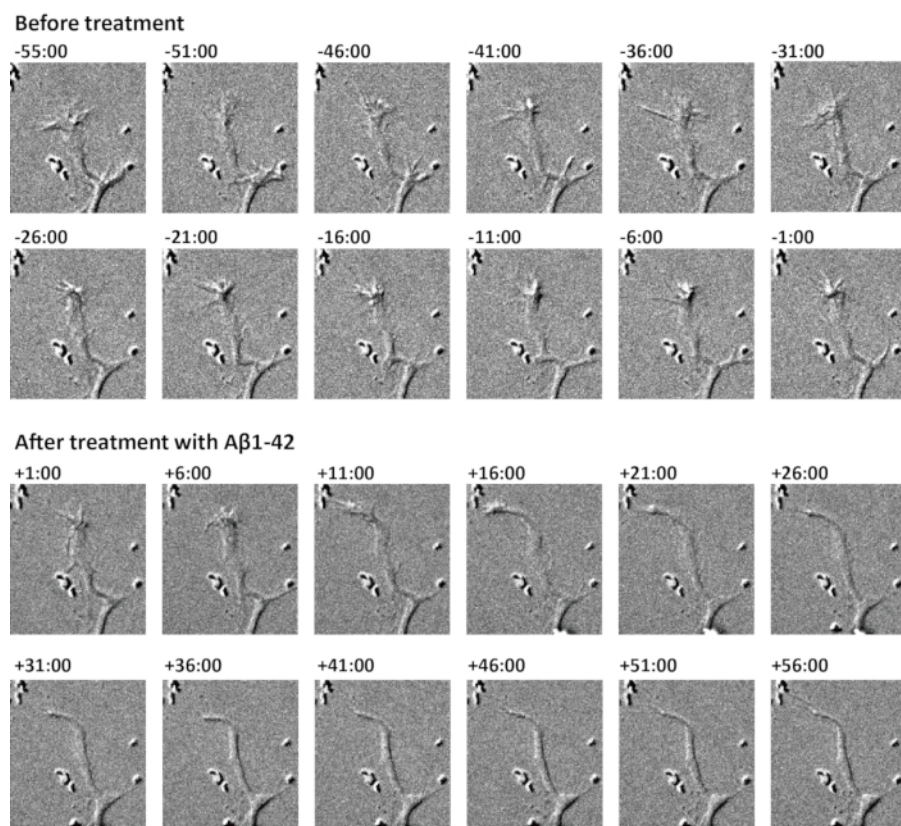 Before treatment
-55:00 -51:00 -46:00 -41:00 -36:00 -31:00
-26:00 -21:00 -16:00 -11:00 -6:00 -1:00
After treatment with Aβ1-42
+1:00 +6:00 +11:00 +16:00 +21:00 +26:00
+31:00 +36:00 +41:00 +46:00 +51:00 +56:00